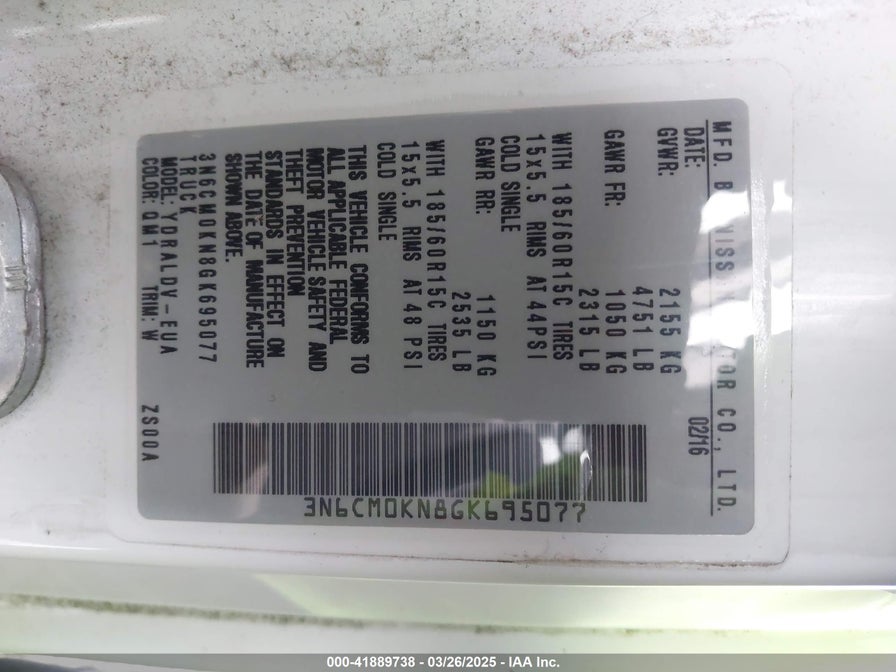 MFD. B NISS TOR CO., LTD.
DATE: 02/16
GVWR: 2155 KG
4751 LB
GAWR FR: 1050 KG
2315 LB
WITH 185/60R15C TIRES
15x5.5 RIMS AT 44PSI
COLD SINGLE
GAWR RR: 1150 KG
2535 LB
WITH 185/60R15C TIRES
15x5.5 RIMS AT 48 PSI
COLD SINGLE
THIS VEHICLE CONFORMS TO
ALL APPLICABLE FEDERAL
MOTOR VEHICLE SAFETY AND
THEFT PREVENTION
STANDARDS IN EFFECT ON
THE DATE OF MANUFACTURE
SHOWN ABOVE.
3N6CM0KN8GK695077
TRUCK
MODEL: YDRALDV-EUA
COLOR: QM1 TRIM: W ZS00A
3N6CM0KN8GK695077
000-41889738 - 03/26/2025 - IAA Inc.